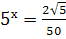 5ˣ = 2√5/50